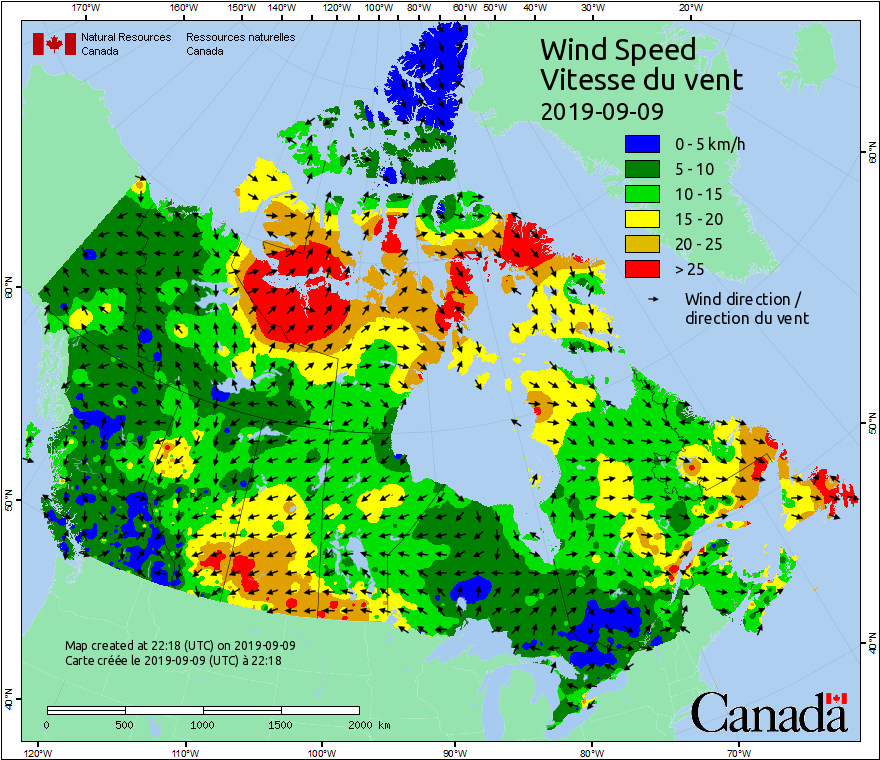 170°W 160°W 150°W 140°W 130°W 120°W 110°W 100°W 90°W 80°W 70°W 60°W 50°W 40°W 30°W 20°W
Natural Resources Ressources naturelles
Canada Canada
Wind Speed
Vitesse du vent
2019-09-09
0 - 5 km/h
5 - 10
10 - 15
15 - 20
20 - 25
> 25
Wind direction /
direction du vent
60°N 60°N
50°N 50°N
40°N 40°N
Map created at 22:18 (UTC) on 2019-09-09
Carte créée le 2019-09-09 (UTC) à 22:18
0 500 1000 1500 2000 km
Canada
120°W 110°W 100°W 90°W 80°W 70°W